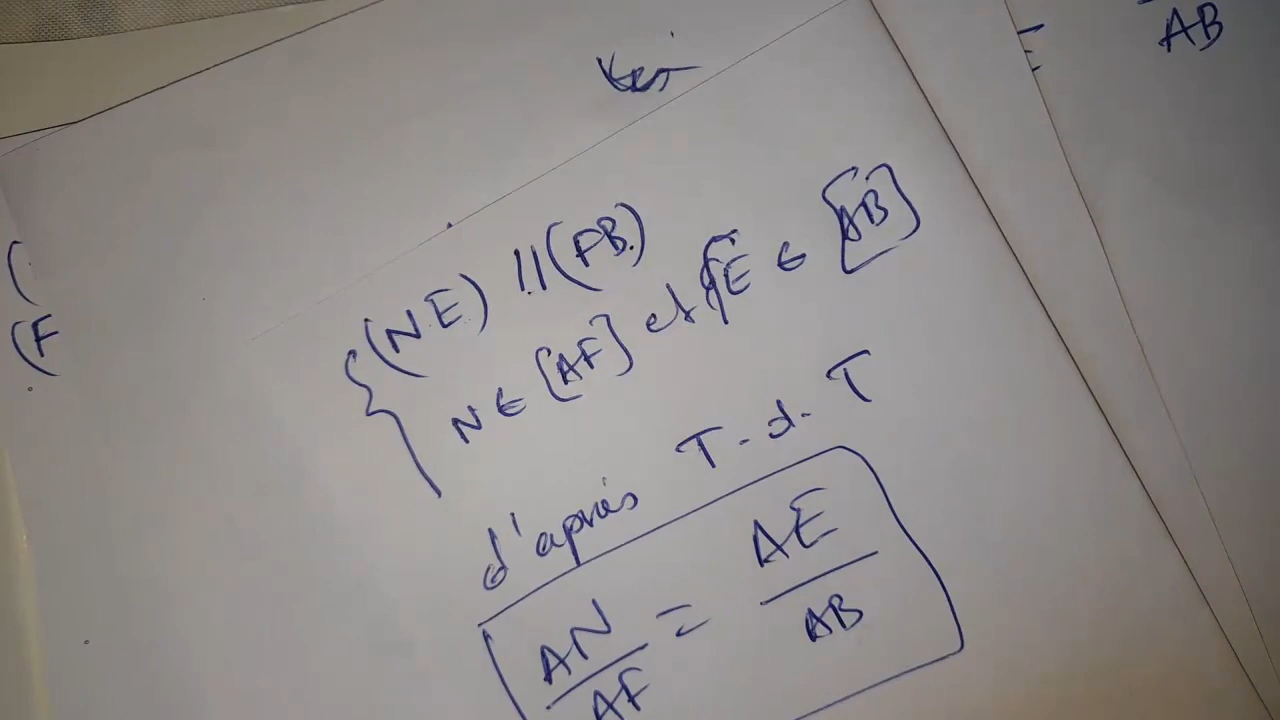 AB
(
(F
(NE) // (FB)
N ∈ [AF] et E ∈ [AB]
d'après T.d.T
AN/AF = AE/AB